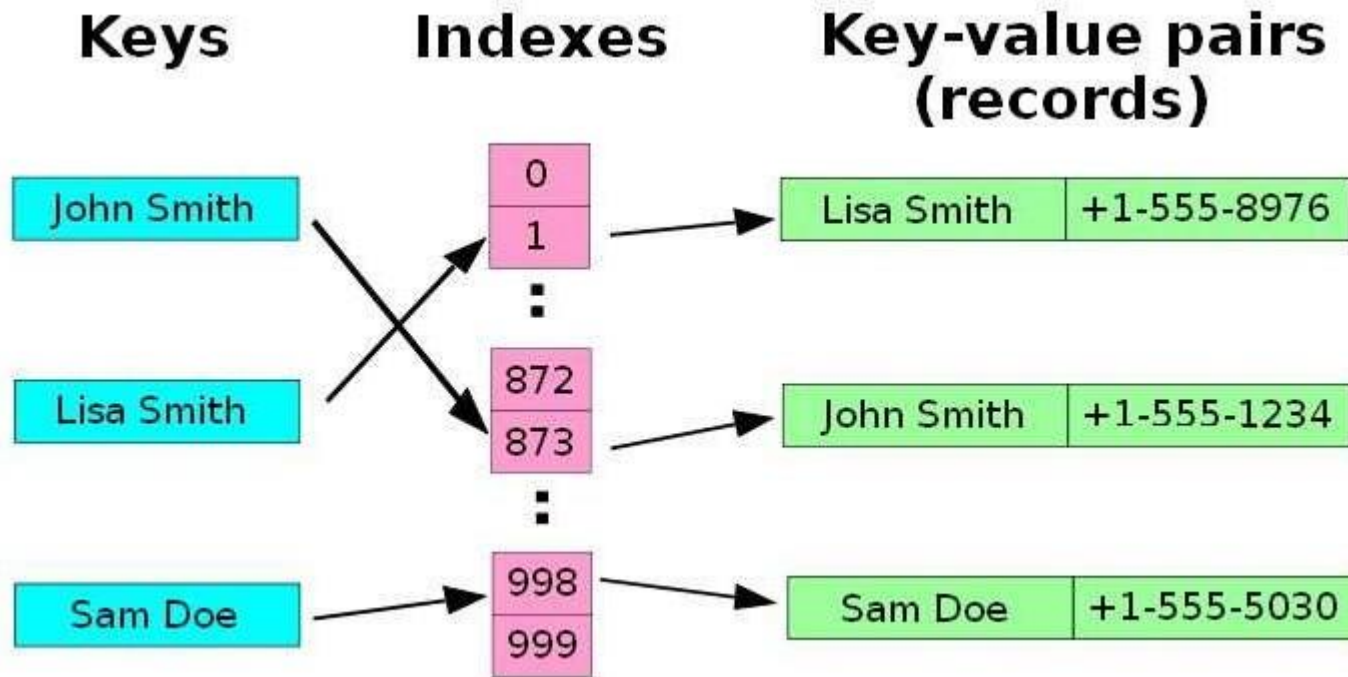 Keys Indexes Key-value pairs
(records)
0
John Smith Lisa Smith +1-555-8976
1
:
872
Lisa Smith John Smith +1-555-1234
873
:
998
Sam Doe Sam Doe +1-555-5030
999